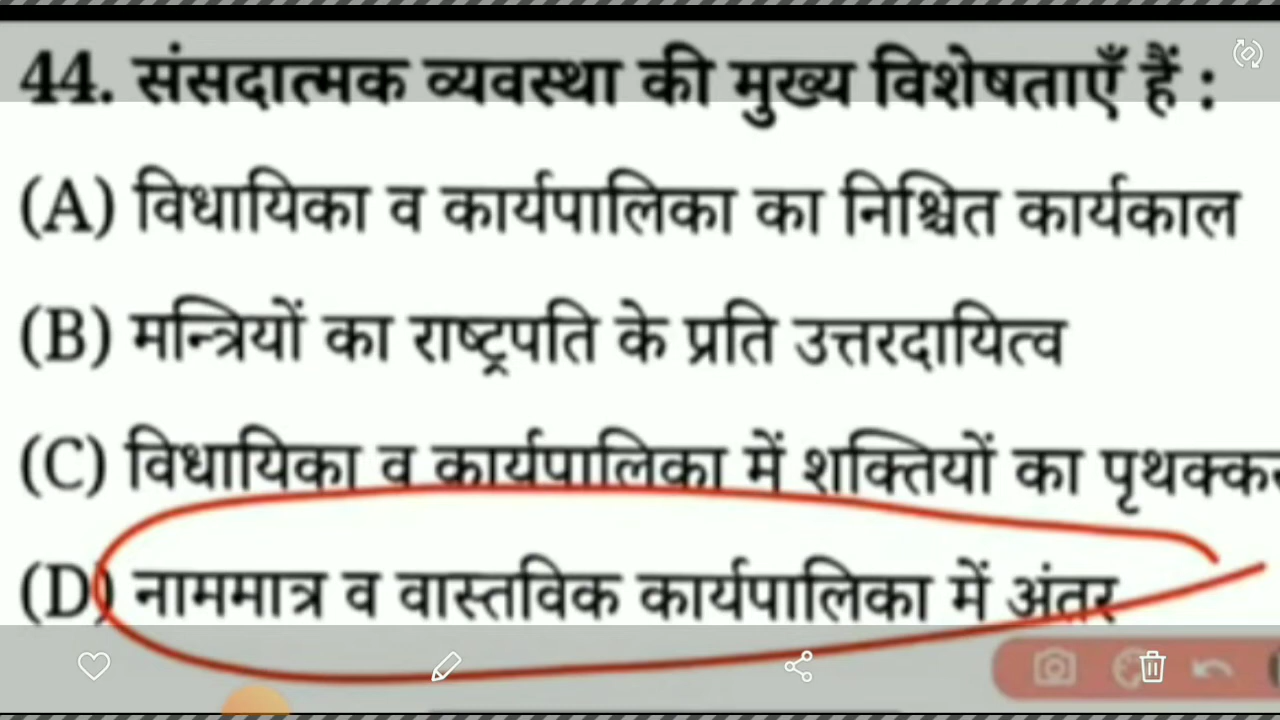 44. संसदात्मक व्यवस्था की मुख्य विशेषताएँ हैं :
(A) विधायिका व कार्यपालिका का निश्चित कार्यकाल
(B) मन्त्रियों का राष्ट्रपति के प्रति उत्तरदायित्व
(C) विधायिका व कार्यपालिका में शक्तियों का
(D) नाममात्र व वास्तविक कार्यपालिका में अंतर